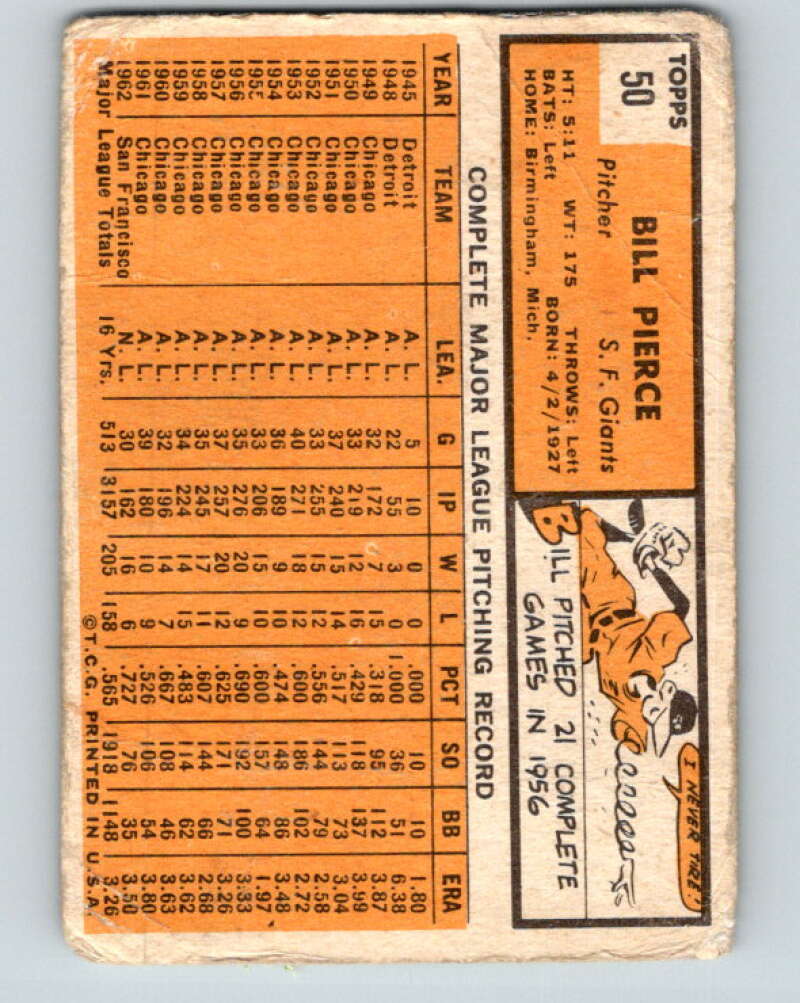 TOPPS
50
BILL PIERCE
Pitcher S. F. Giants
HT: 5:11 WT: 175 THROWS: Left
BATS: Left BORN: 4/2/1927
HOME: Birmingham, Mich.
I NEVER TIRE!
BILL PITCHED 21 COMPLETE
GAMES IN 1956
COMPLETE MAJOR LEAGUE PITCHING RECORD
YEAR TEAM LEA. G IP W L PCT SO BB ERA
1945 Detroit A. L. 5 10 0 0 .000 10 10 1.80
1948 Detroit A. L. 22 55 3 0 1.000 36 51 6.38
1949 Chicago A. L. 32 172 7 15 .318 95 112 3.87
1950 Chicago A. L. 33 219 12 16 .429 118 137 3.99
1951 Chicago A. L. 37 240 15 14 .517 113 73 3.04
1952 Chicago A. L. 33 255 15 12 .556 144 79 2.58
1953 Chicago A. L. 40 271 18 12 .600 186 102 2.72
1954 Chicago A. L. 36 189 9 10 .474 148 86 3.48
1955 Chicago A. L. 33 206 15 10 .600 157 64 1.97
1956 Chicago A. L. 35 276 20 9 .690 192 100 3.33
1957 Chicago A. L. 37 257 20 12 .625 171 71 3.26
1958 Chicago A. L. 35 245 17 11 .607 144 66 2.68
1959 Chicago A. L. 34 224 14 15 .483 114 62 3.62
1960 Chicago A. L. 32 196 14 7 .667 108 46 3.63
1961 Chicago A. L. 39 180 10 9 .526 106 54 3.80
1962 San Francisco N. L. 30 162 16 6 .727 76 35 3.50
Major League Totals 16 Yrs. 513 3157 205 158 .565 1918 1148 3.26
©T.C.G. PRINTED IN U.S.A.